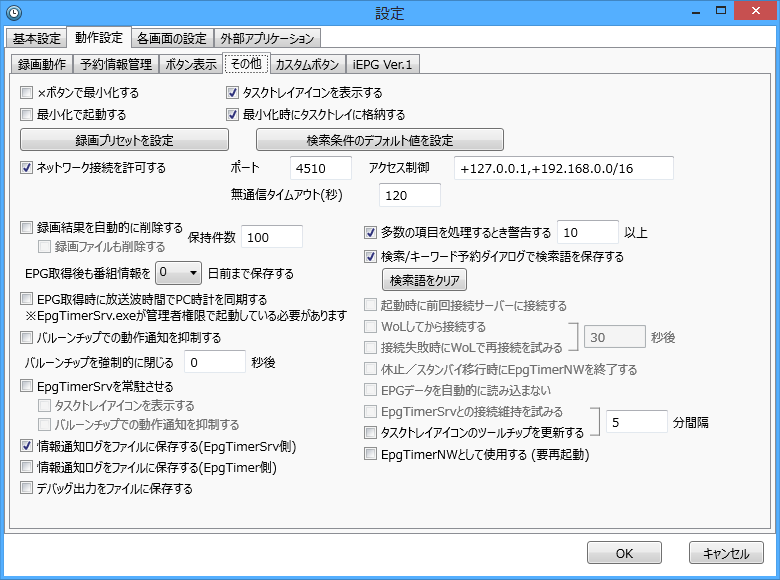 設定
基本設定 動作設定 各画面の設定 外部アプリケーション
録画動作 予約情報管理 ボタン表示 その他 カスタムボタン iEPG Ver.1
×ボタンで最小化する タスクトレイアイコンを表示する
最小化で起動する 最小化時にタスクトレイに格納する
録画プリセットを設定 検索条件のデフォルト値を設定
ネットワーク接続を許可する ポート 4510 アクセス制御 +127.0.0.1,+192.168.0.0/16
無通信タイムアウト(秒) 120
録画結果を自動的に削除する
録画ファイルも削除する
保持件数 100
EPG取得後も番組情報を 0 日前まで保存する
EPG取得時に放送波時間でPC時計を同期する
※EpgTimerSrv.exeが管理者権限で起動している必要があります
バルーンチップでの動作通知を抑制する
バルーンチップを強制的に閉じる 0 秒後
EpgTimerSrvを常駐させる
タスクトレイアイコンを表示する
バルーンチップでの動作通知を抑制する
情報通知ログをファイルに保存する(EpgTimerSrv側)
情報通知ログをファイルに保存する(EpgTimer側)
デバッグ出力をファイルに保存する
多数の項目を処理するとき警告する 10 以上
検索/キーワード予約ダイアログで検索語を保存する
検索語をクリア
起動時に前回接続サーバーに接続する
WoLしてから接続する
接続失敗時にWoLで再接続を試みる
30 秒後
休止／スタンバイ移行時にEpgTimerNWを終了する
EPGデータを自動的に読み込まない
EpgTimerSrvとの接続維持を試みる
タスクトレイアイコンのツールチップを更新する
5 分間隔
EpgTimerNWとして使用する (要再起動)
OK キャンセル